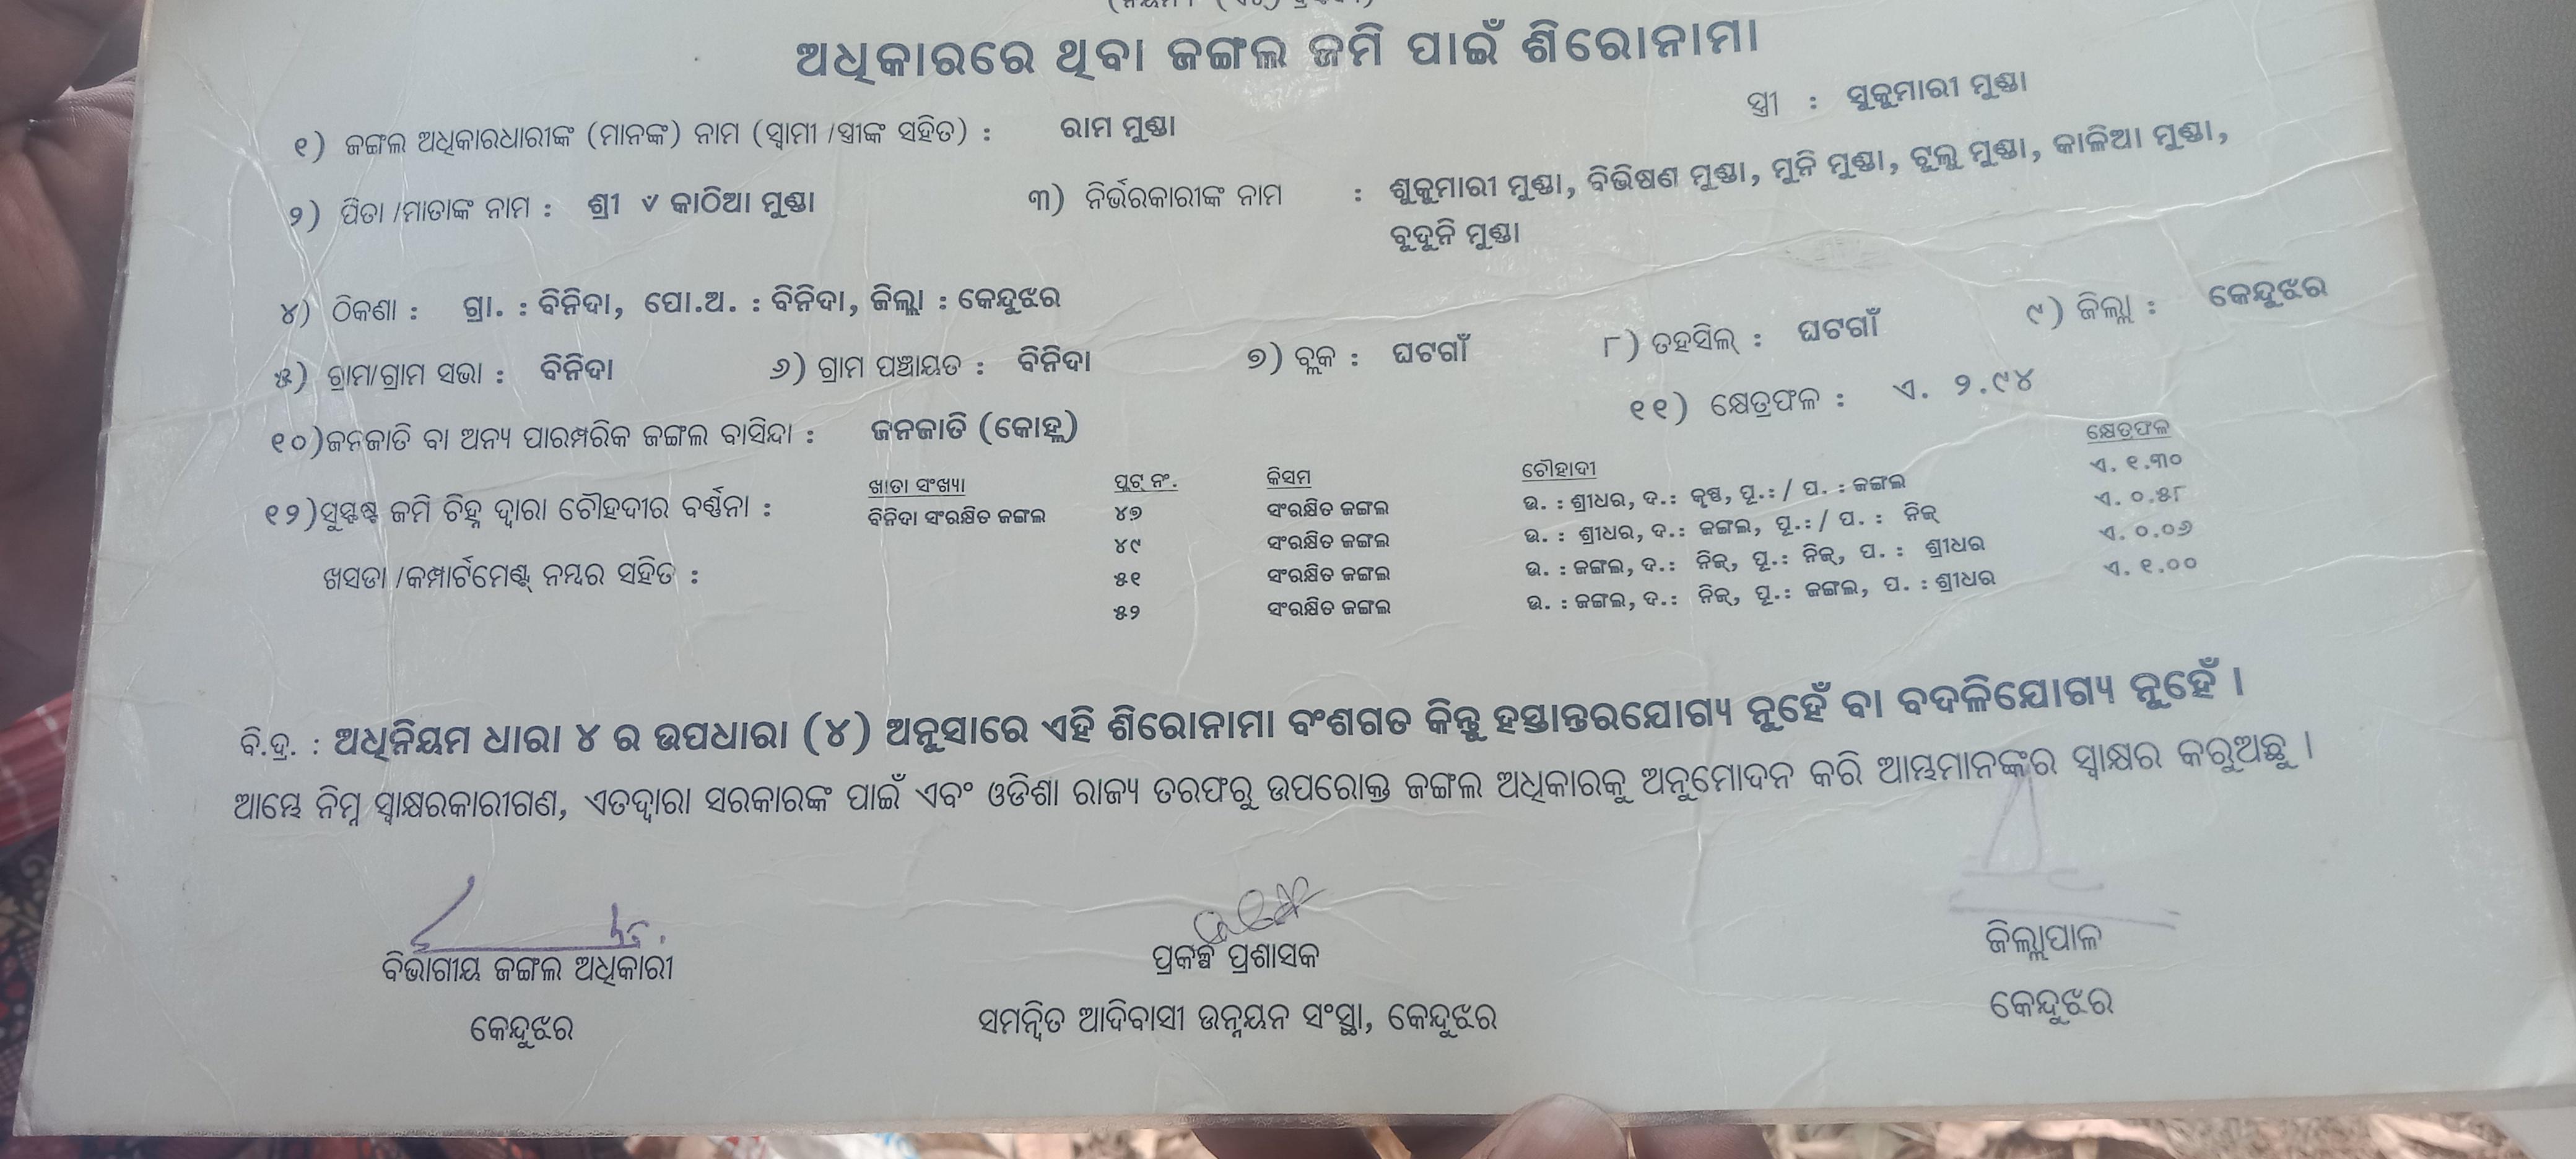 ଅଧିକାରରେ ଥିବା ଜଙ୍ଗଲ ଜମି ପାଇଁ ଶିରୋନାମା
୧) ଜଙ୍ଗଲ ଅଧିକାରଧାରୀଙ୍କ (ମାନଙ୍କ) ନାମ (ସ୍ୱାମୀ /ସ୍ତ୍ରୀଙ୍କ ସହିତ) : ରାମ ମୁଣ୍ଡା ସ୍ତ୍ରୀ : ସୁକୁମାରୀ ମୁଣ୍ଡା
୨) ପିତା /ମାତାଙ୍କ ନାମ : ଶ୍ରୀ ୰ କାଠିଆ ମୁଣ୍ଡା ୩) ନିର୍ଭରକାରୀଙ୍କ ନାମ : ଶୁକୁମାରୀ ମୁଣ୍ଡା, ବିଭିଷଣ ମୁଣ୍ଡା, ମୁନି ମୁଣ୍ଡା, ଟୁଲୁ ମୁଣ୍ଡା, କାଳିଆ ମୁଣ୍ଡା,
ବୁଦୁନି ମୁଣ୍ଡା
୪) ଠିକଣା : ଗ୍ରା. : ବିନିଦା, ପୋ.ଅ. : ବିନିଦା, ଜିଲ୍ଲା : କେନ୍ଦୁଝର
୫) ଗ୍ରାମ/ଗ୍ରାମ ସଭା : ବିନିଦା ୬) ଗ୍ରାମ ପଞ୍ଚାୟତ : ବିନିଦା ୭) ବ୍ଲକ : ଘଟଗାଁ ୮) ତହସିଲ୍ : ଘଟଗାଁ ୯) ଜିଲ୍ଲା : କେନ୍ଦୁଝର
୧୦)ଜନଜାତି ବା ଅନ୍ୟ ପାରମ୍ପରିକ ଜଙ୍ଗଲ ବାସିନ୍ଦା : ଜନଜାତି (କୋହ୍ଲ) ୧୧) କ୍ଷେତ୍ରଫଳ : ଏ. ୨.୯୪
୧୨)ସୁସ୍ପଷ୍ଟ ଜମି ଚିହ୍ନ ଦ୍ୱାରା ଚୌହଦୀର ବର୍ଣ୍ଣନା : ଖାତା ସଂଖ୍ୟା ପ୍ଲଟ୍ ନଂ. କିସମ ଚୌହାଦୀ କ୍ଷେତ୍ରଫଳ
ବିନିଦା ସଂରକ୍ଷିତ ଜଙ୍ଗଲ ୪୭ ସଂରକ୍ଷିତ ଜଙ୍ଗଲ ଉ. : ଶ୍ରୀଧର, ଦ.: କୃଷ୍ଣ, ପୂ.: / ପ. : ଜଙ୍ଗଲ ଏ. ୧.୩୦
୪୯ ସଂରକ୍ଷିତ ଜଙ୍ଗଲ ଉ. : ଶ୍ରୀଧର, ଦ.: ଜଙ୍ଗଲ, ପୂ.: / ପ. : ନିଜ୍ ଏ. ୦.୫୮
ଖସଡା /କମ୍ପାର୍ଟମେଣ୍ଟ୍ ନମ୍ବର ସହିତ : ୫୧ ସଂରକ୍ଷିତ ଜଙ୍ଗଲ ଉ. : ଜଙ୍ଗଲ, ଦ.: ନିଜ୍, ପୂ.: ନିଜ୍, ପ. : ଶ୍ରୀଧର ଏ. ୦.୦୬
୫୨ ସଂରକ୍ଷିତ ଜଙ୍ଗଲ ଉ. : ଜଙ୍ଗଲ, ଦ.: ନିଜ୍, ପୂ.: ଜଙ୍ଗଲ, ପ. : ଶ୍ରୀଧର ଏ. ୧.୦୦
ବି.ଦ୍ର. : ଅଧିନିୟମ ଧାରା ୪ ର ଉପଧାରା (୪) ଅନୁସାରେ ଏହି ଶିରୋନାମା ବଂଶଗତ କିନ୍ତୁ ହସ୍ତାନ୍ତରଯୋଗ୍ୟ ନୁହେଁ ବା ବଦଳିଯୋଗ୍ୟ ନୁହେଁ ।
ଆମ୍ଭେ ନିମ୍ନ ସ୍ୱାକ୍ଷରକାରୀଗଣ, ଏତଦ୍ୱାରା ସରକାରଙ୍କ ପାଇଁ ଏବଂ ଓଡିଶା ରାଜ୍ୟ ତରଫରୁ ଉପରୋକ୍ତ ଜଙ୍ଗଲ ଅଧିକାରକୁ ଅନୁମୋଦନ କରି ଆମ୍ଭମାନଙ୍କର ସ୍ୱାକ୍ଷର କରୁଅଛୁ ।
ବିଭାଗୀୟ ଜଙ୍ଗଲ ଅଧିକାରୀ ପ୍ରକଳ୍ପ ପ୍ରଶାସକ ଜିଲ୍ଲାପାଳ
କେନ୍ଦୁଝର ସମନ୍ୱିତ ଆଦିବାସୀ ଉନ୍ନୟନ ସଂସ୍ଥା, କେନ୍ଦୁଝର କେନ୍ଦୁଝର